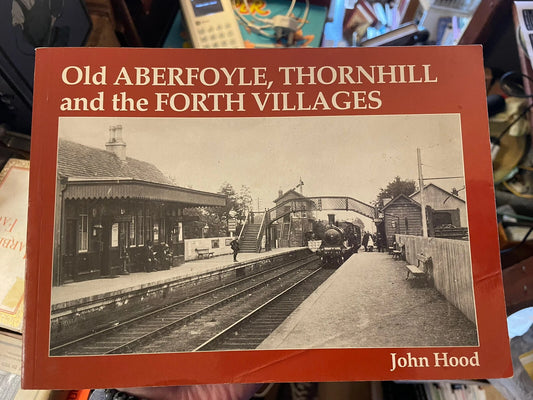 Old ABERFOYLE, THORNHILL
and the FORTH VILLAGES
John Hood